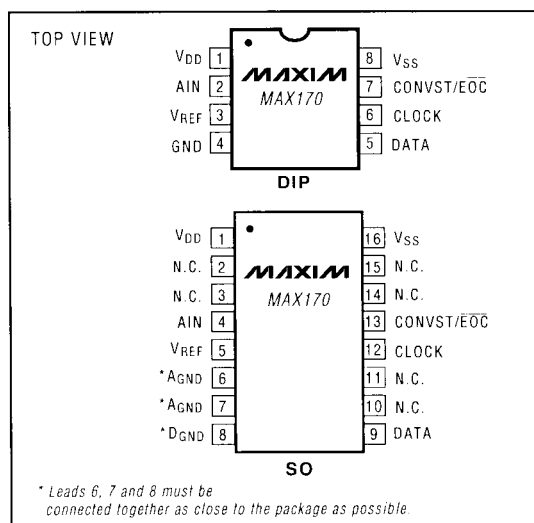 TOP VIEW
VDD 1
AIN 2
VREF 3
GND 4
MAXIM
MAX170
8 VSS
7 CONVST/E̅O̅C̅
6 CLOCK
5 DATA
DIP
VDD 1
N.C. 2
N.C. 3
AIN 4
VREF 5
*AGND 6
*AGND 7
*DGND 8
MAXIM
MAX170
16 VSS
15 N.C.
14 N.C.
13 CONVST/E̅O̅C̅
12 CLOCK
11 N.C.
10 N.C.
9 DATA
SO
* Leads 6, 7 and 8 must be
connected together as close to the package as possible.